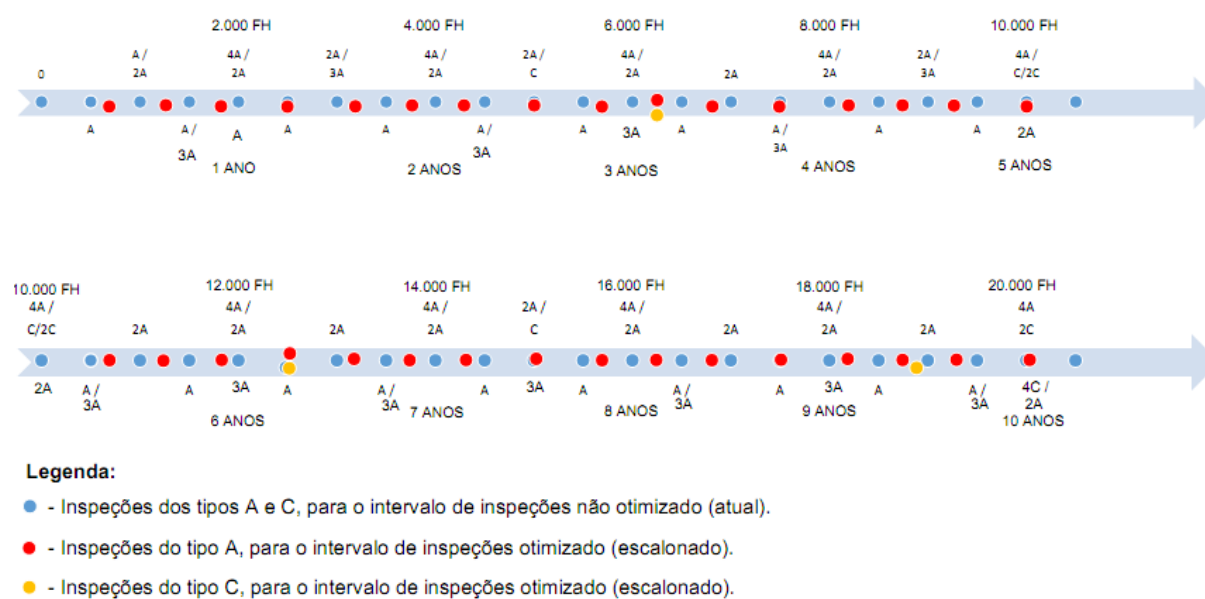 2.000 FH 4.000 FH 6.000 FH 8.000 FH 10.000 FH
A / 4A / 2A / 4A / 2A / 4A / 4A / 2A / 4A /
0 2A 2A 3A 2A C 2A 2A 2A 3A C/2C
A A / A A A A / A 3A A A / A A 2A
3A 3A 3A
1 ANO 2 ANOS 3 ANOS 4 ANOS 5 ANOS
10.000 FH 12.000 FH 14.000 FH 16.000 FH 18.000 FH 20.000 FH
4A / 4A / 4A / 2A / 4A / 4A / 4A
C/2C 2A 2A 2A 2A C 2A 2A 2A 2A 2C
2A A / A 3A A A / A 3A A A / A 3A A A / 4C /
3A 3A 3A 3A 2A
6 ANOS 7 ANOS 8 ANOS 9 ANOS 10 ANOS
Legenda:
- Inspeções dos tipos A e C, para o intervalo de inspeções não otimizado (atual).
- Inspeções do tipo A, para o intervalo de inspeções otimizado (escalonado).
- Inspeções do tipo C, para o intervalo de inspeções otimizado (escalonado).